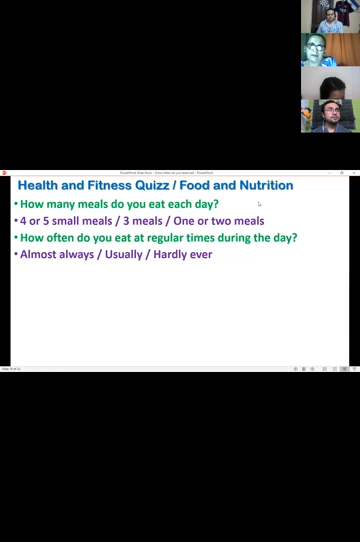 Health and Fitness Quizz / Food and Nutrition
• How many meals do you eat each day?
• 4 or 5 small meals / 3 meals / One or two meals
• How often do you eat at regular times during the day?
• Almost always / Usually / Hardly ever